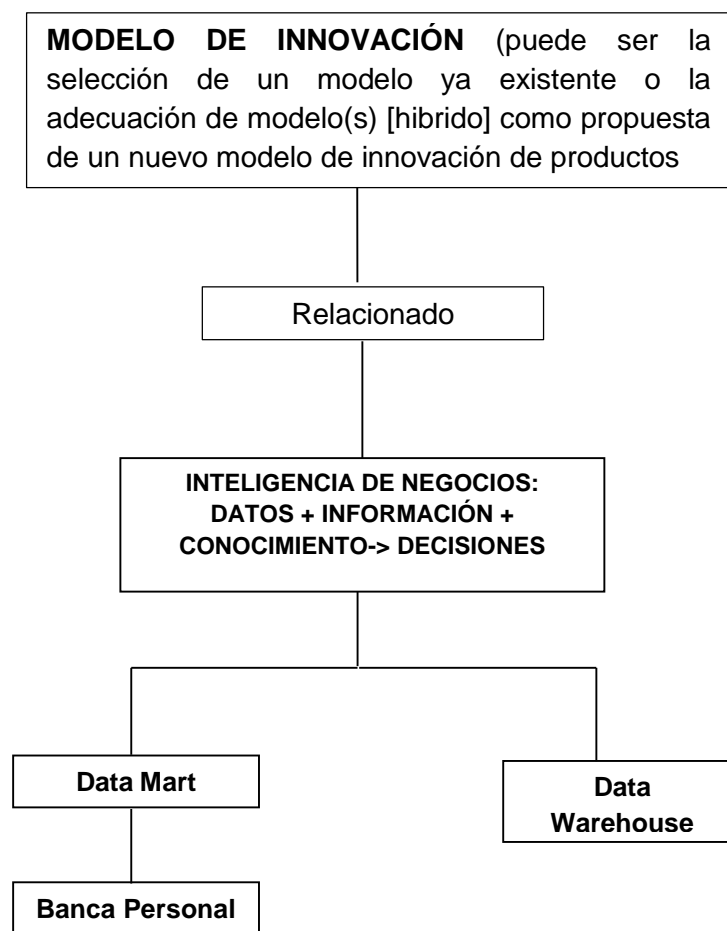 MODELO DE INNOVACIÓN (puede ser la
selección de un modelo ya existente o la
adecuación de modelo(s) [hibrido] como propuesta
de un nuevo modelo de innovación de productos
Relacionado
INTELIGENCIA DE NEGOCIOS:
DATOS + INFORMACIÓN +
CONOCIMIENTO-> DECISIONES
Data Mart
Data
Warehouse
Banca Personal